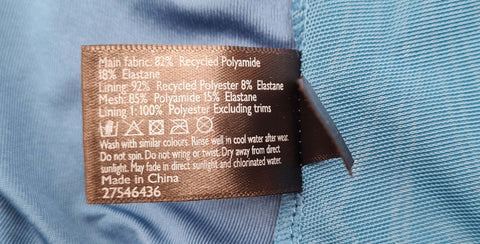 Main fabric: 82% Recycled Polyamide
18% Elastane
Lining: 92% Recycled Polyester 8% Elastane
Mesh: 85% Polyamide 15% Elastane
Lining 1: 100% Polyester Excluding trims
Wash with similar colours. Rinse well in cool water after wear.
Do not spin. Do not wring or twist. Dry away from direct
sunlight. May fade in direct sunlight and chlorinated water.
Made in China
27546436